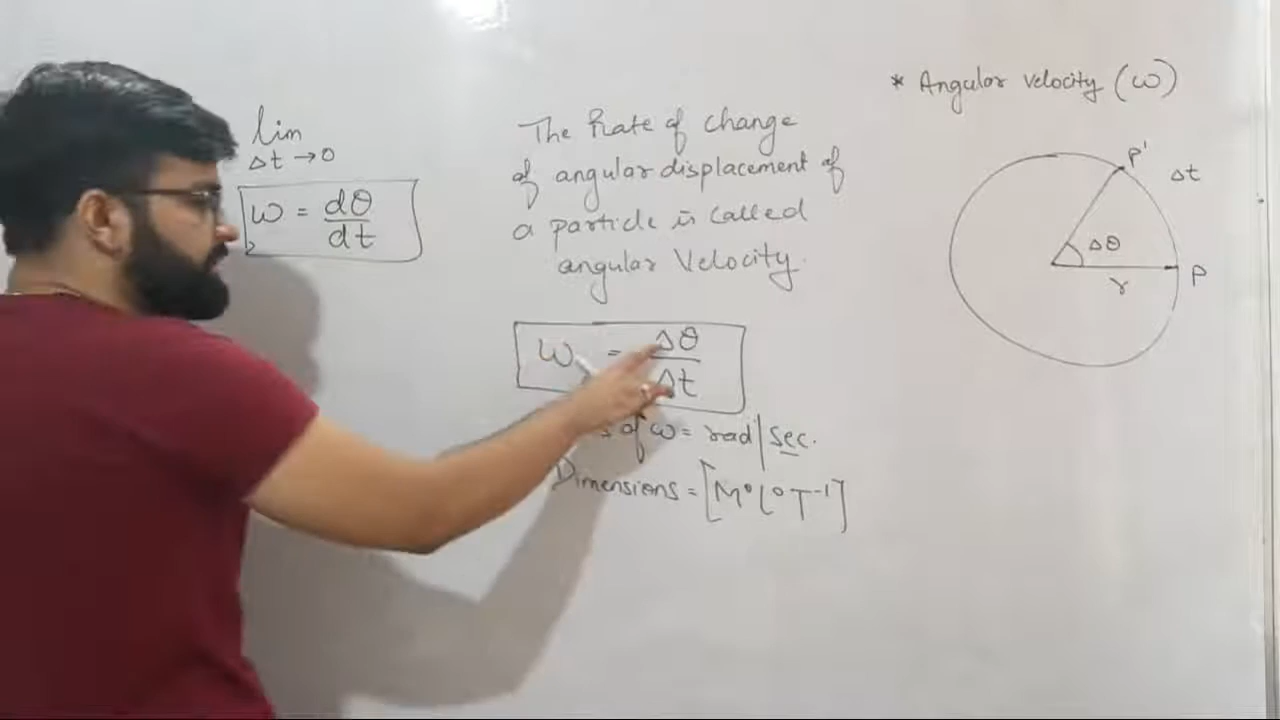 * Angular velocity (ω)
P'
Δt
Δθ
r
P
The Rate of change
of angular displacement of
a particle is called
angular Velocity.
ω = Δθ
Δt
of ω = rad/sec.
Dimensions = [M⁰L⁰T⁻¹]
lim
Δt → 0
ω = dθ
dt